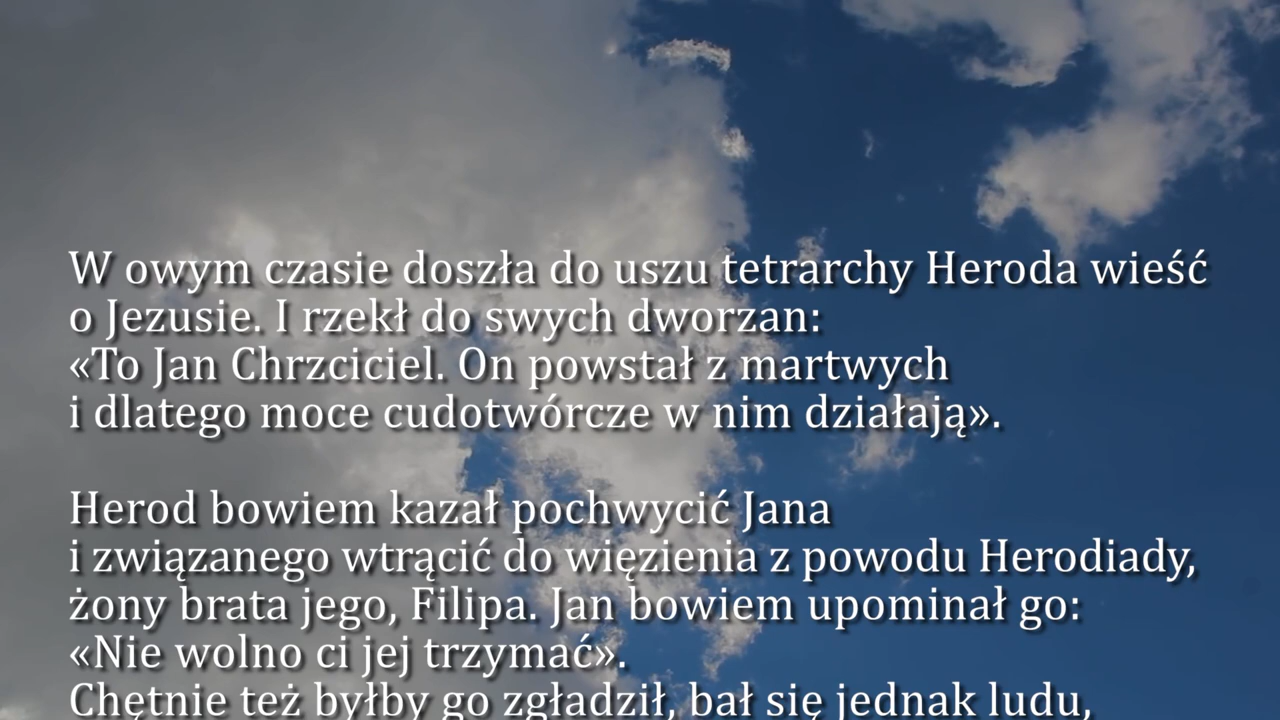 W owym czasie doszła do uszu tetrarchy Heroda wieść
o Jezusie. I rzekł do swych dworzan:
«To Jan Chrzciciel. On powstał z martwych
i dlatego moce cudotwórcze w nim działają».
Herod bowiem kazał pochwycić Jana
i związanego wtrącić do więzienia z powodu Herodiady,
żony brata jego, Filipa. Jan bowiem upominał go:
«Nie wolno ci jej trzymać».
Chętnie też byłby go zgładził, bał się jednak ludu,